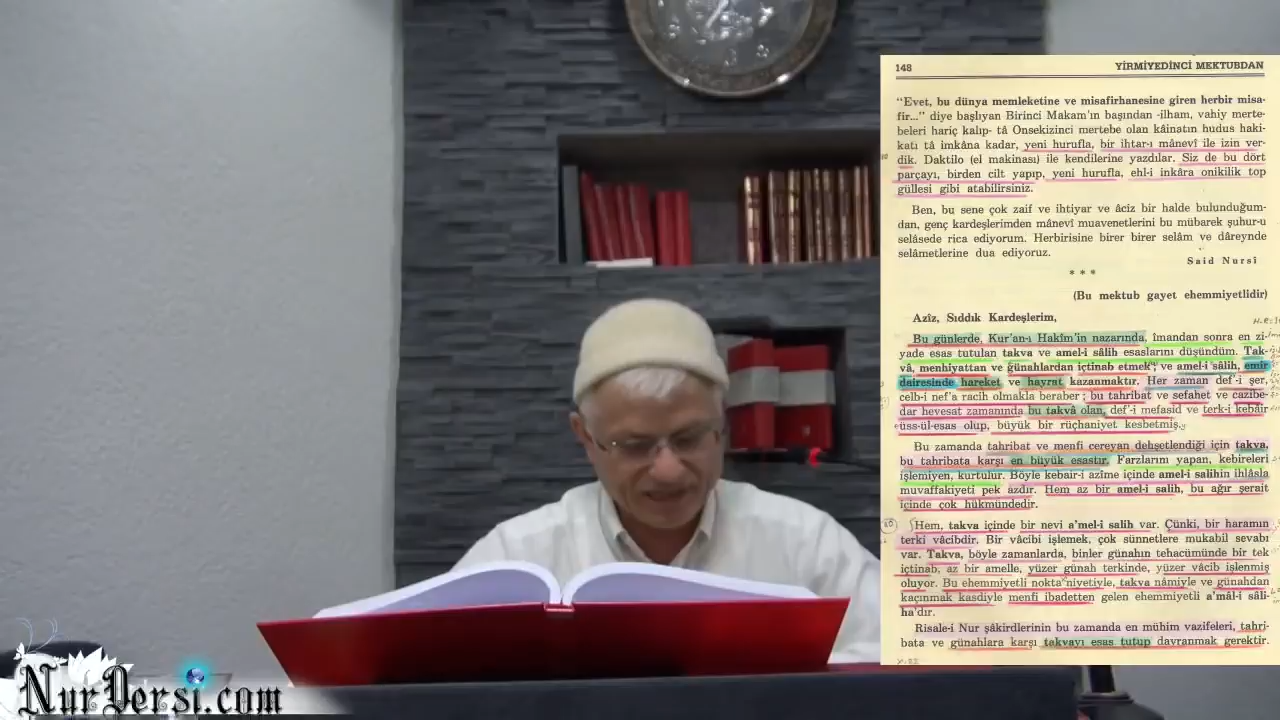 148 YİRMİYEDİNCİ MEKTUBDAN
"Evet, bu dünya memleketine ve misafirhanesine giren herbir misa-
fir..." diye başlıyan Birinci Makam'ın başından -ilham, vahiy merte-
beleri hariç kalıp- tâ Onsekizinci mertebe olan kâinatın hudus haki-
katı tâ imkâna kadar, yeni hurufla, bir ihtar-ı mânevî ile izin ver-
dik. Daktilo (el makinası) ile kendilerine yazdılar. Siz de bu dört
parçayı, birden cilt yapıp, yeni hurufla, ehl-i inkâra onikilik top
güllesi gibi atabilirsiniz.
Ben, bu sene çok zaif ve ihtiyar ve âciz bir halde bulunduğum-
dan, genç kardeşlerimden mânevî muavenetlerini bu mübarek şuhur-u
selâsede rica ediyorum. Herbirisine birer birer selâm ve dâreynde
selâmetlerine dua ediyoruz.
Said Nursî
* * *
(Bu mektub gayet ehemmiyetlidir)
Azîz, Sıddık Kardeşlerim,
Bu günlerde, Kur'an-ı Hakîm'in nazarında, îmandan sonra en zi-
yade esas tutulan takva ve amel-i sâlih esaslarını düşündüm. Tak-
vâ, menhiyattan ve günahlardan içtinab etmek; ve amel-i sâlih, emir
dairesinde hareket ve hayrat kazanmaktır. Her zaman def'-i şer,
celb-i nef'a racih olmakla beraber; bu tahribat ve sefahet ve cazibe-
dar hevesat zamanında bu takvâ olan, def'-i mefasid ve terk-i kebâir
üss-ül-esas olup, büyük bir rüçhaniyet kesbetmiş.
Bu zamanda tahribat ve menfi cereyan dehşetlendiği için takva,
bu tahribata karşı en büyük esastır. Farzlarını yapan, kebireleri
işlemiyen, kurtulur. Böyle kebair-i azîme içinde amel-i salihin ihlâsla
muvaffakiyeti pek azdır. Hem az bir amel-i salih, bu ağır şerait
içinde çok hükmündedir.
Hem, takva içinde bir nevi a'mel-i salih var. Çünki, bir haramın
terki vâcibdir. Bir vâcibi işlemek, çok sünnetlere mukabil sevabı
var. Takva, böyle zamanlarda, binler günahın tehacümünde bir tek
içtinab, az bir amelle, yüzer günah terkinde, yüzer vâcib işlenmiş
oluyor. Bu ehemmiyetli nokta niyetiyle, takva nâmiyle ve günahdan
kaçınmak kasdiyle menfi ibadetten gelen ehemmiyetli a'mâl-i sâli-
ha'dır.
Risale-i Nur şâkirdlerinin bu zamanda en mühim vazifeleri, tahri-
bata ve günahlara karşı takvayı esas tutup davranmak gerektir.
NurDersi.com